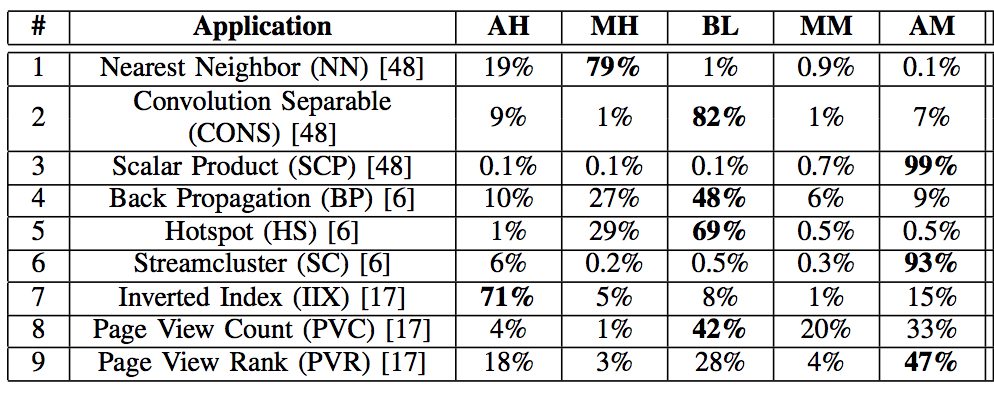 # Application AH MH BL MM AM
1 Nearest Neighbor (NN) [48] 19% 79% 1% 0.9% 0.1%
2 Convolution Separable (CONS) [48] 9% 1% 82% 1% 7%
3 Scalar Product (SCP) [48] 0.1% 0.1% 0.1% 0.7% 99%
4 Back Propagation (BP) [6] 10% 27% 48% 6% 9%
5 Hotspot (HS) [6] 1% 29% 69% 0.5% 0.5%
6 Streamcluster (SC) [6] 6% 0.2% 0.5% 0.3% 93%
7 Inverted Index (IIX) [17] 71% 5% 8% 1% 15%
8 Page View Count (PVC) [17] 4% 1% 42% 20% 33%
9 Page View Rank (PVR) [17] 18% 3% 28% 4% 47%